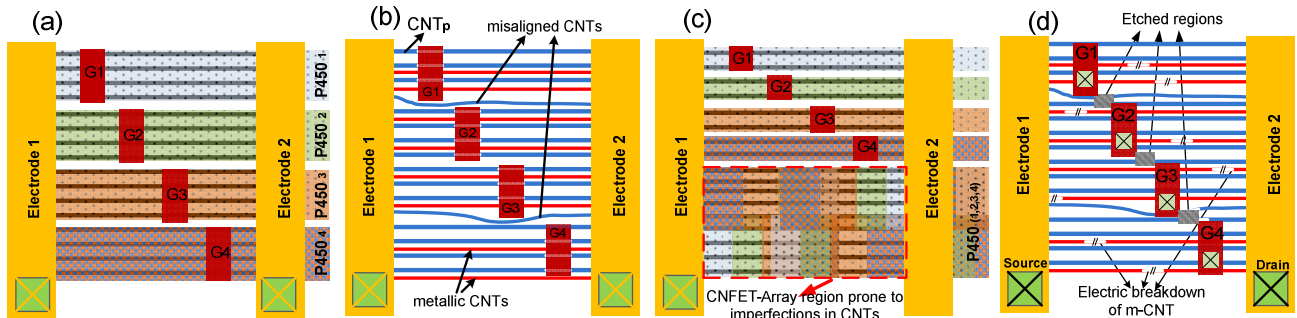 (a)
G1
G2
G3
G4
Electrode 1
Electrode 2
P450 1
P450 2
P450 3
P450 4
(b)
CNTp
misaligned CNTs
G1
G2
G3
G4
Electrode 1
Electrode 2
metallic CNTs
(c)
G1
G2
G3
G4
Electrode 1
Electrode 2
P450 (1,2,3,4)
CNFET-Array region prone to
imperfections in CNTs
(d)
Etched regions
G1
G2
G3
G4
Electrode 1
Electrode 2
Source
Drain
Electric breakdown
of m-CNT